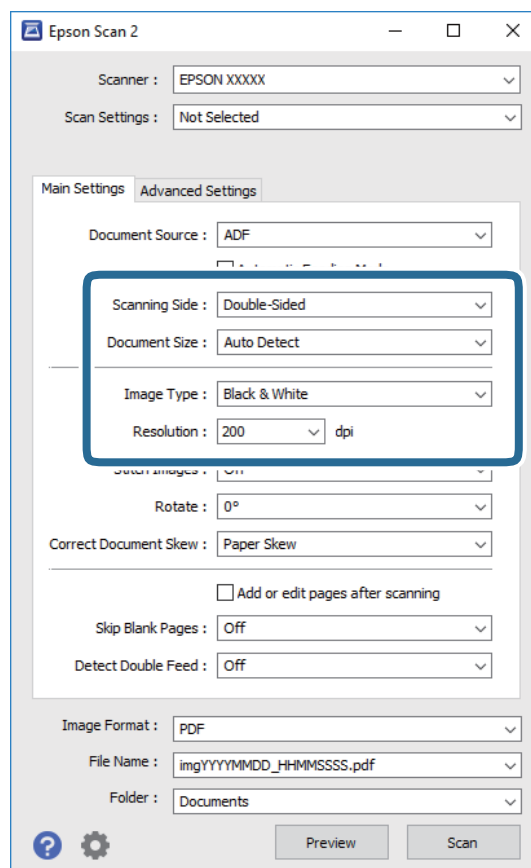 Epson Scan 2
Scanner : EPSON XXXXX
Scan Settings : Not Selected
Main Settings Advanced Settings
Document Source : ADF
Scanning Side : Double-Sided
Document Size : Auto Detect
Image Type : Black & White
Resolution : 200 dpi
Stitch Images : Off
Rotate : 0°
Correct Document Skew : Paper Skew
Add or edit pages after scanning
Skip Blank Pages : Off
Detect Double Feed : Off
Image Format : PDF
File Name : imgYYYYMMDD_HHMMSSSS.pdf
Folder : Documents
? Preview Scan